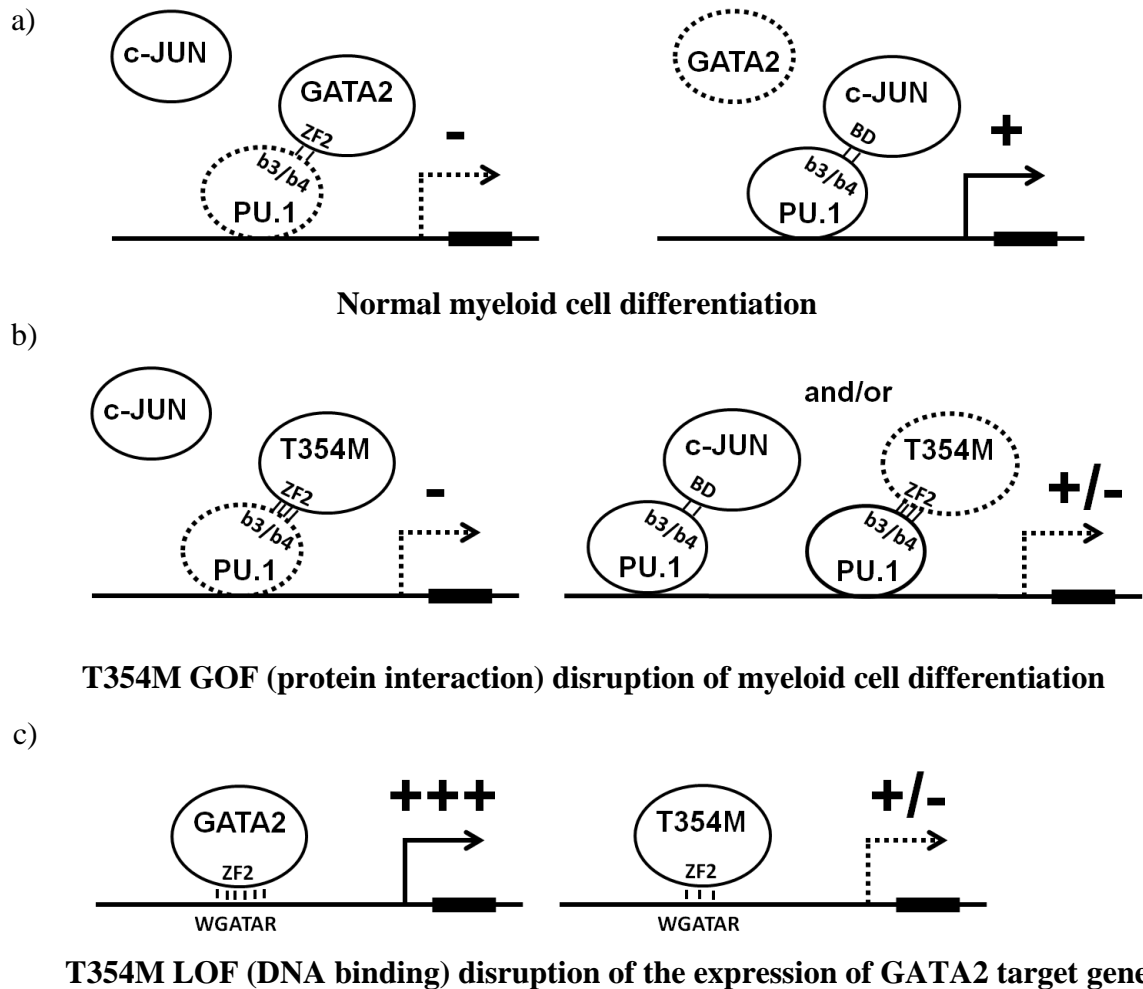 a)
c-JUN
GATA2
ZF2
b3/b4
PU.1
-
GATA2
c-JUN
BD
b3/b4
PU.1
+
Normal myeloid cell differentiation
b)
c-JUN
T354M
ZF2
b3/b4
PU.1
-
and/or
c-JUN
BD
b3/b4
PU.1
T354M
ZF2
b3/b4
PU.1
+/-
T354M GOF (protein interaction) disruption of myeloid cell differentiation
c)
GATA2
ZF2
WGATAR
+++
T354M
ZF2
WGATAR
+/-
T354M LOF (DNA binding) disruption of the expression of GATA2 target gene